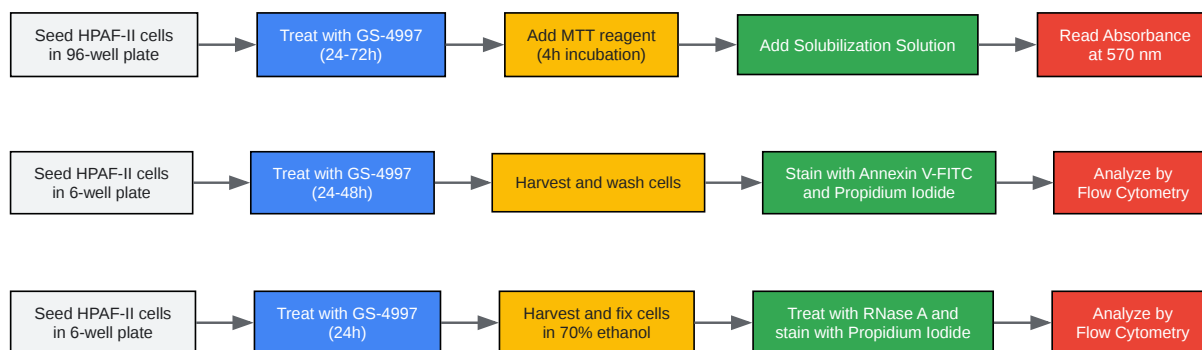 Seed HPAF-II cells
in 96-well plate
Treat with GS-4997
(24-72h)
Add MTT reagent
(4h incubation)
Add Solubilization Solution
Read Absorbance
at 570 nm
Seed HPAF-II cells
in 6-well plate
Treat with GS-4997
(24-48h)
Harvest and wash cells
Stain with Annexin V-FITC
and Propidium Iodide
Analyze by
Flow Cytometry
Seed HPAF-II cells
in 6-well plate
Treat with GS-4997
(24h)
Harvest and fix cells
in 70% ethanol
Treat with RNase A and
stain with Propidium Iodide
Analyze by
Flow Cytometry